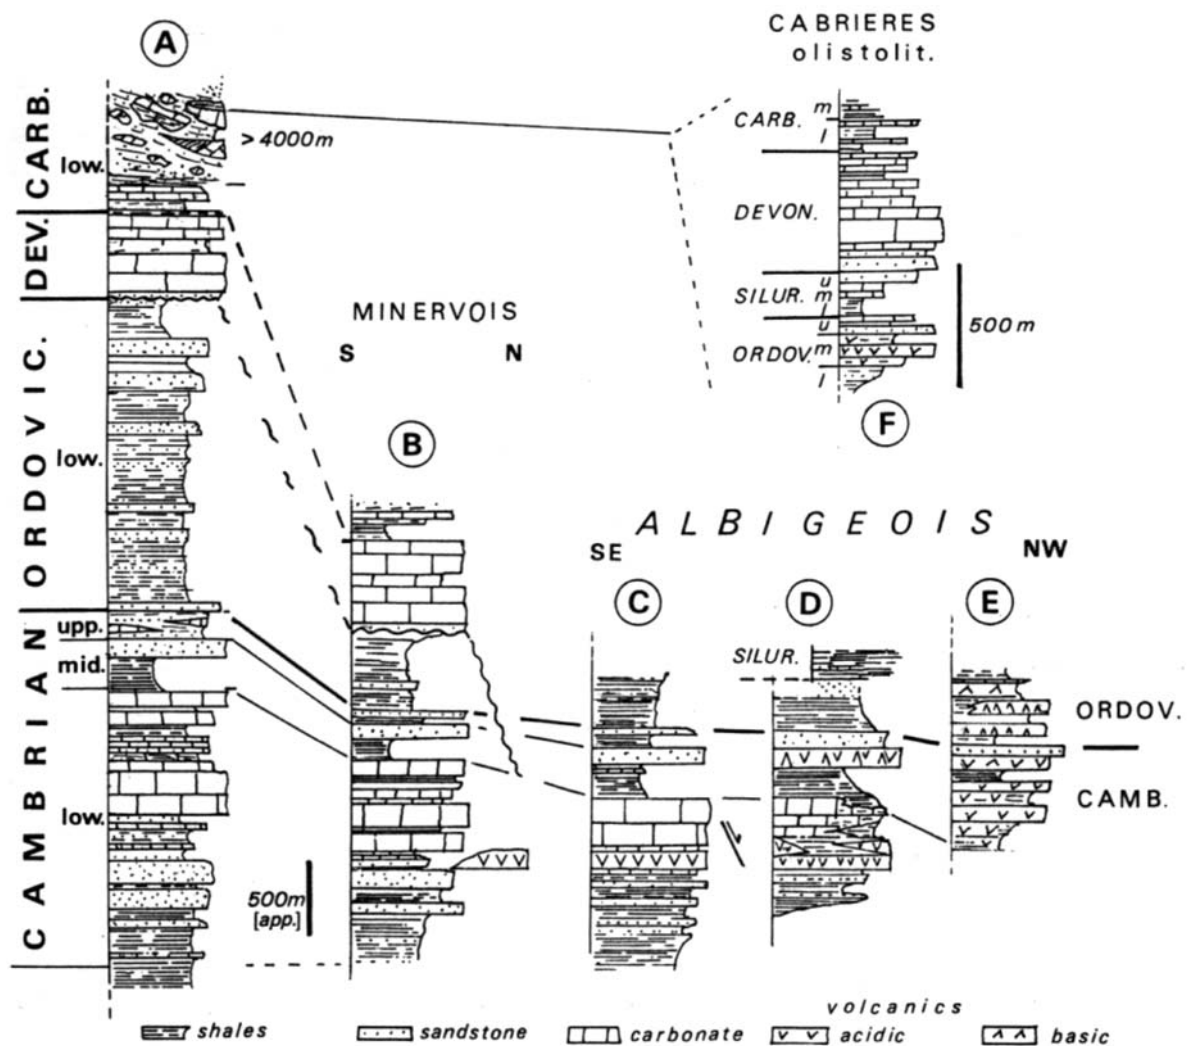 A
CABRIERES
olistolit.
CARB.
low.
>4000m
CARB.
m
l
DEV.
DEVON.
u
SILUR.
m
l
u
ORDOV.
m
l
500m
F
MINERVOIS
S
N
ORDOVIC.
low.
B
ALBIGEOIS
SE
NW
C
D
E
SILUR.
CAMBRIAN
upp.
mid.
low.
ORDOV.
CAMB.
500m
[app.]
volcanics
shales
sandstone
carbonate
acidic
basic